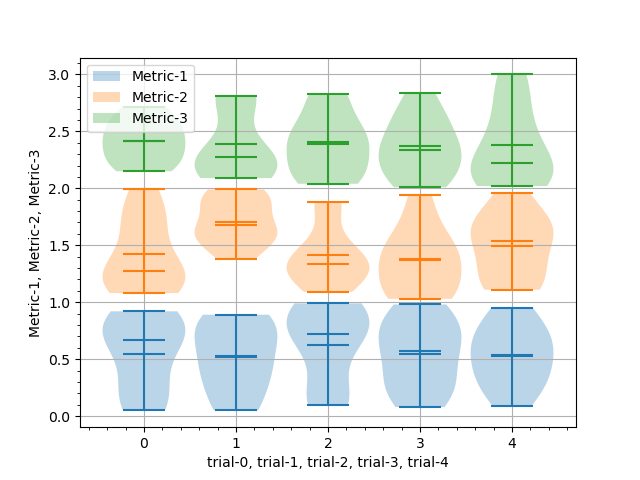 Metric-1
Metric-2
Metric-3
3.0
2.5
2.0
1.5
1.0
0.5
0.0
Metric-1, Metric-2, Metric-3
0 1 2 3 4
trial-0, trial-1, trial-2, trial-3, trial-4